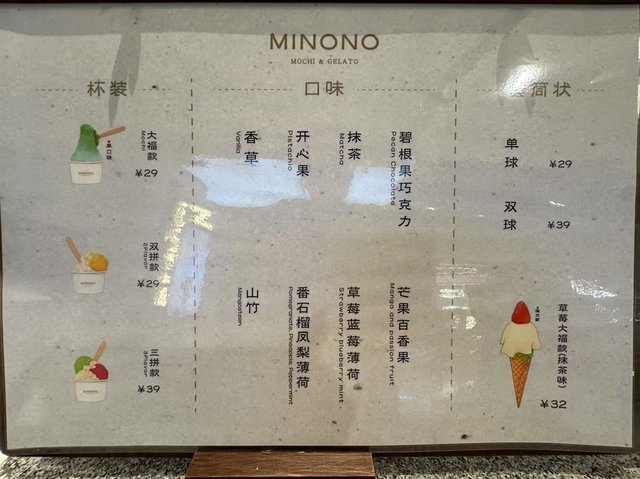 MINONO
MOCHI & GELATO
杯装
大福款
Mochi
¥29
双拼款
2Flavor
¥29
三拼款
3Flavor
¥39
口味
碧根果巧克力
Pecan Chocolate
抹茶
Matcha
开心果
Pistachio
香草
Vanilla
芒果百香果
Mango and passion fruit
草莓蓝莓薄荷
Strawberry blueberry mint
番石榴凤梨薄荷
Pomegranate, Pineapple, Peppermint
山竹
Mangosteen
筒状
单球
¥29
双球
¥39
草莓大福款(抹茶味)
¥32